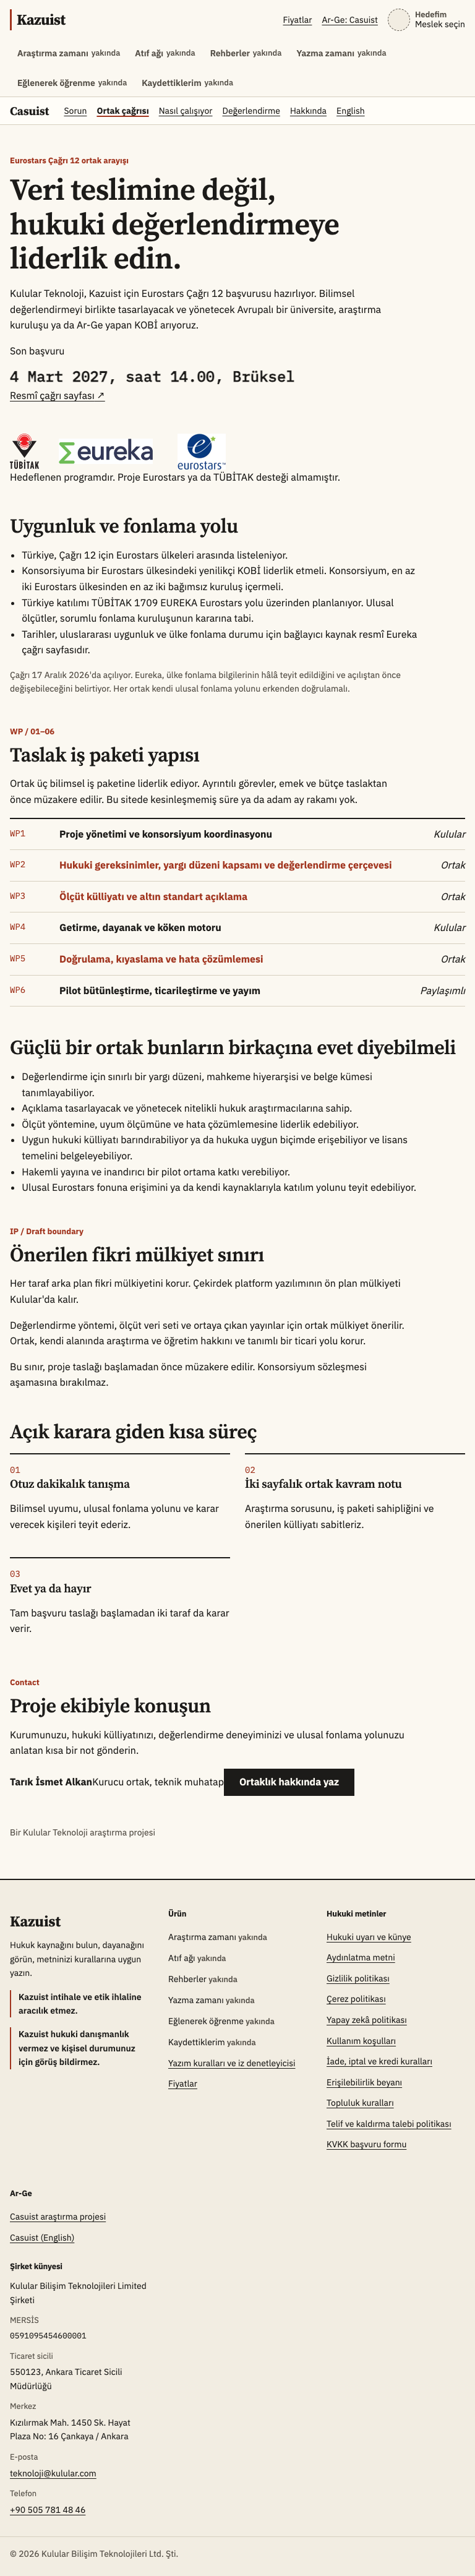 Kazuist
Fiyatlar Ar-Ge: Casuist
Hedefim
Meslek seçin
Araştırma zamanı yakında Atıf ağı yakında Rehberler yakında Yazma zamanı yakında
Eğlenerek öğrenme yakında Kaydettiklerim yakında
Casuist Sorun Ortak çağrısı Nasıl çalışıyor Değerlendirme Hakkında English
Eurostars Çağrı 12 ortak arayışı
Veri teslimine değil,
hukuki değerlendirmeye
liderlik edin.
Kulular Teknoloji, Kazuist için Eurostars Çağrı 12 başvurusu hazırlıyor. Bilimsel
değerlendirmeyi birlikte tasarlayacak ve yönetecek Avrupalı bir üniversite, araştırma
kuruluşu ya da Ar-Ge yapan KOBİ arıyoruz.
Son başvuru
4 Mart 2027, saat 14.00, Brüksel
Resmî çağrı sayfası ↗
TÜBİTAK
eureka
eurostars™
Hedeflenen programdır. Proje Eurostars ya da TÜBİTAK desteği almamıştır.
Uygunluk ve fonlama yolu
• Türkiye, Çağrı 12 için Eurostars ülkeleri arasında listeleniyor.
• Konsorsiyuma bir Eurostars ülkesindeki yenilikçi KOBİ liderlik etmeli. Konsorsiyum, en az
iki Eurostars ülkesinden en az iki bağımsız kuruluş içermeli.
• Türkiye katılımı TÜBİTAK 1709 EUREKA Eurostars yolu üzerinden planlanıyor. Ulusal
ölçütler, sorumlu fonlama kuruluşunun kararına tabi.
• Tarihler, uluslararası uygunluk ve ülke fonlama durumu için bağlayıcı kaynak resmî Eureka
çağrı sayfasıdır.
Çağrı 17 Aralık 2026'da açılıyor. Eureka, ülke fonlama bilgilerinin hâlâ teyit edildiğini ve açılıştan önce
değişebileceğini belirtiyor. Her ortak kendi ulusal fonlama yolunu erkenden doğrulamalı.
WP / 01–06
Taslak iş paketi yapısı
Ortak üç bilimsel iş paketine liderlik ediyor. Ayrıntılı görevler, emek ve bütçe taslaktan
önce müzakere edilir. Bu sitede kesinleşmemiş süre ya da adam ay rakamı yok.
WP1 Proje yönetimi ve konsorsiyum koordinasyonu Kulular
WP2 Hukuki gereksinimler, yargı düzeni kapsamı ve değerlendirme çerçevesi Ortak
WP3 Ölçüt külliyatı ve altın standart açıklama Ortak
WP4 Getirme, dayanak ve köken motoru Kulular
WP5 Doğrulama, kıyaslama ve hata çözümlemesi Ortak
WP6 Pilot bütünleştirme, ticarileştirme ve yayım Paylaşımlı
Güçlü bir ortak bunların birkaçına evet diyebilmeli
• Değerlendirme için sınırlı bir yargı düzeni, mahkeme hiyerarşisi ve belge kümesi
tanımlayabiliyor.
• Açıklama tasarlayacak ve yönetecek nitelikli hukuk araştırmacılarına sahip.
• Ölçüt yöntemine, uyum ölçümüne ve hata çözümlemesine liderlik edebiliyor.
• Uygun hukuki külliyatı barındırabiliyor ya da hukuka uygun biçimde erişebiliyor ve lisans
temelini belgeleyebiliyor.
• Hakemli yayına ve inandırıcı bir pilot ortama katkı verebiliyor.
• Ulusal Eurostars fonuna erişimini ya da kendi kaynaklarıyla katılım yolunu teyit edebiliyor.
IP / Draft boundary
Önerilen fikri mülkiyet sınırı
Her taraf arka plan fikri mülkiyetini korur. Çekirdek platform yazılımının ön plan mülkiyeti
Kulular'da kalır.
Değerlendirme yöntemi, ölçüt veri seti ve ortaya çıkan yayınlar için ortak mülkiyet önerilir.
Ortak, kendi alanında araştırma ve öğretim hakkını ve tanımlı bir ticari yolu korur.
Bu sınır, proje taslağı başlamadan önce müzakere edilir. Konsorsiyum sözleşmesi
aşamasına bırakılmaz.
Açık karara giden kısa süreç
01
Otuz dakikalık tanışma
Bilimsel uyumu, ulusal fonlama yolunu ve karar
verecek kişileri teyit ederiz.
02
İki sayfalık ortak kavram notu
Araştırma sorusunu, iş paketi sahipliğini ve
önerilen külliyatı sabitleriz.
03
Evet ya da hayır
Tam başvuru taslağı başlamadan iki taraf da karar
verir.
Contact
Proje ekibiyle konuşun
Kurumunuzu, hukuki külliyatınızı, değerlendirme deneyiminizi ve ulusal fonlama yolunuzu
anlatan kısa bir not gönderin.
Tarık İsmet AlkanKurucu ortak, teknik muhatap Ortaklık hakkında yaz
Bir Kulular Teknoloji araştırma projesi
Kazuist
Hukuk kaynağını bulun, dayanağını
görün, metninizi kurallarına uygun
yazın.
Kazuist intihale ve etik ihlaline
aracılık etmez.
Kazuist hukuki danışmanlık
vermez ve kişisel durumunuz
için görüş bildirmez.
Ürün
Araştırma zamanı yakında
Atıf ağı yakında
Rehberler yakında
Yazma zamanı yakında
Eğlenerek öğrenme yakında
Kaydettiklerim yakında
Yazım kuralları ve iz denetleyicisi
Fiyatlar
Hukuki metinler
Hukuki uyarı ve künye
Aydınlatma metni
Gizlilik politikası
Çerez politikası
Yapay zekâ politikası
Kullanım koşulları
İade, iptal ve kredi kuralları
Erişilebilirlik beyanı
Topluluk kuralları
Telif ve kaldırma talebi politikası
KVKK başvuru formu
Ar-Ge
Casuist araştırma projesi
Casuist (English)
Şirket künyesi
Kulular Bilişim Teknolojileri Limited
Şirketi
MERSİS
0591095454600001
Ticaret sicili
550123, Ankara Ticaret Sicili
Müdürlüğü
Merkez
Kızılırmak Mah. 1450 Sk. Hayat
Plaza No: 16 Çankaya / Ankara
E-posta
teknoloji@kulular.com
Telefon
+90 505 781 48 46
© 2026 Kulular Bilişim Teknolojileri Ltd. Şti.